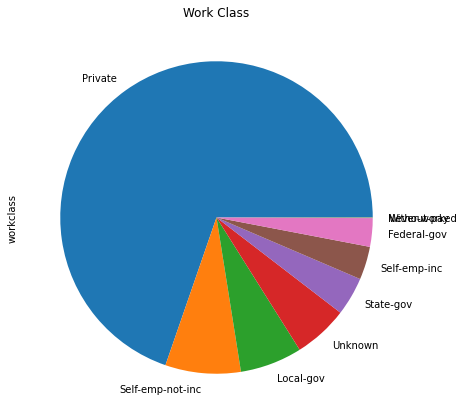 Work Class
Private
workclass
Federal-gov
Self-emp-inc
State-gov
Unknown
Local-gov
Self-emp-not-inc